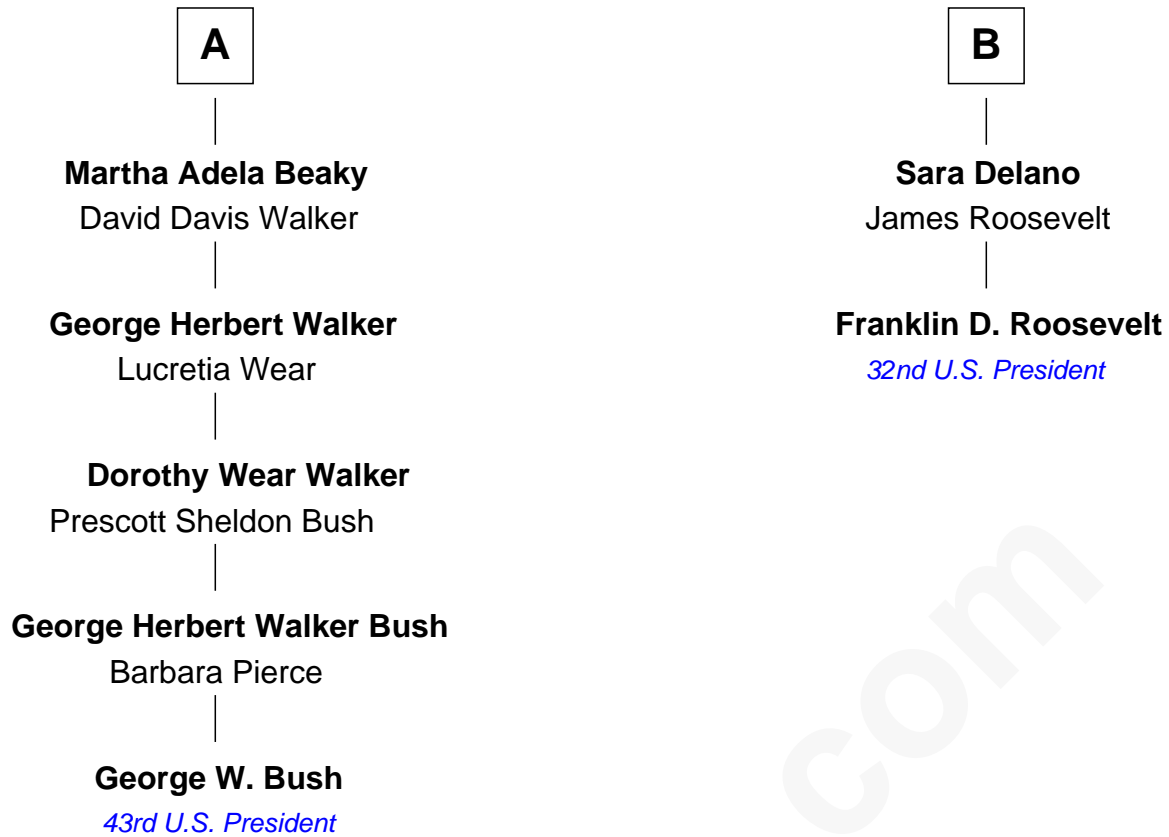 A
Martha Adela Beaky
David Davis Walker
George Herbert Walker
Lucretia Wear
Dorothy Wear Walker
Prescott Sheldon Bush
George Herbert Walker Bush
Barbara Pierce
George W. Bush
43rd U.S. President
B
Sara Delano
James Roosevelt
Franklin D. Roosevelt
32nd U.S. President
com